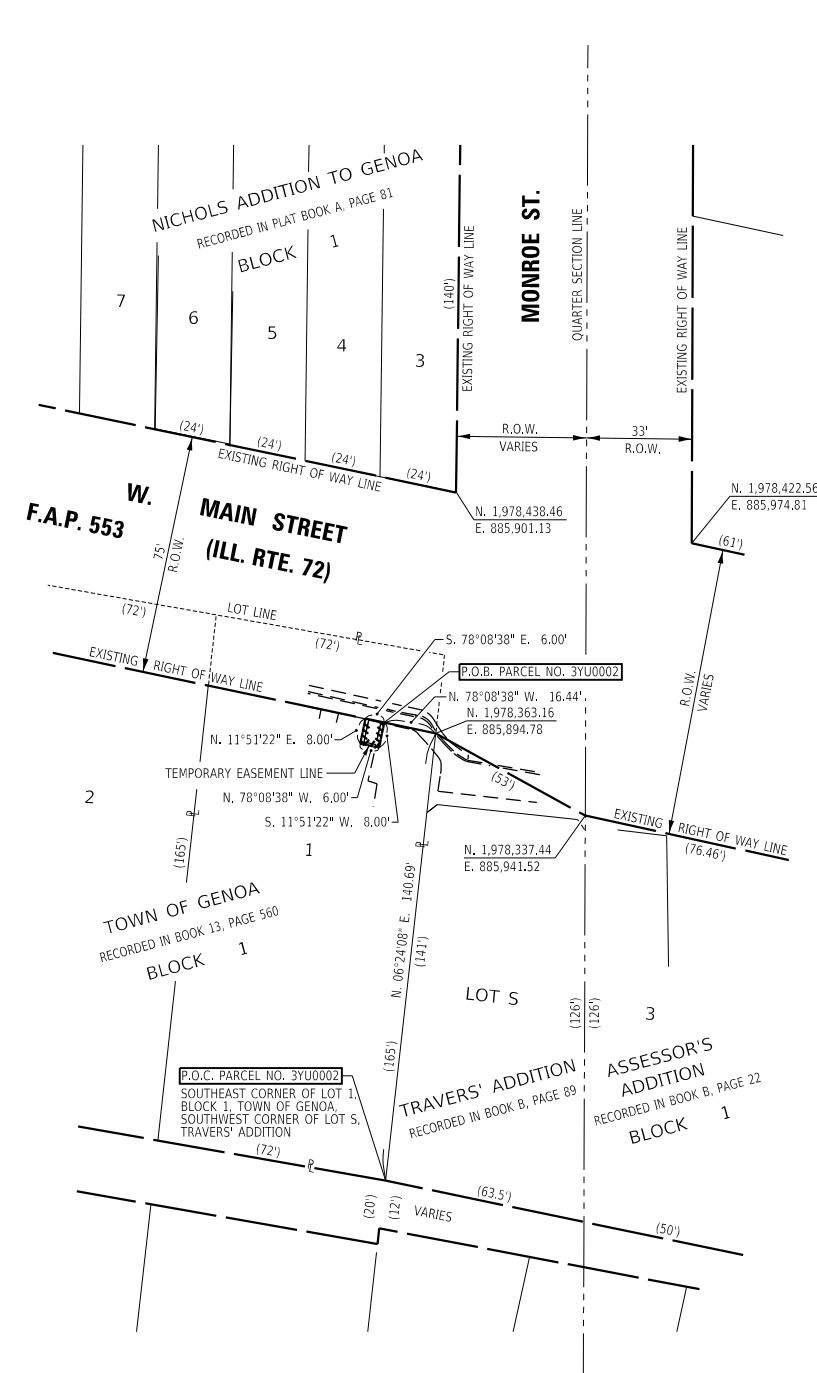 NICHOLS ADDITION TO GENOA
RECORDED IN PLAT BOOK A, PAGE 81
BLOCK 1
7
6
5
4
3
(140')
EXISTING RIGHT OF WAY LINE
MONROE ST.
QUARTER SECTION LINE
EXISTING RIGHT OF WAY LINE
(24')
(24')
(24')
(24')
EXISTING RIGHT OF WAY LINE
R.O.W.
VARIES
33'
R.O.W.
N. 1,978,422.56
E. 885,974.81
(61')
N. 1,978,438.46
E. 885,901.13
W. MAIN STREET
F.A.P. 553
(ILL. RTE. 72)
75'
R.O.W.
(72')
LOT LINE
(72')
PL
EXISTING RIGHT OF WAY LINE
S. 78°08'38" E. 6.00'
P.O.B. PARCEL NO. 3YU0002
N. 78°08'38" W. 16.44'
N. 1,978,363.16
E. 885,894.78
R.O.W.
VARIES
N. 11°51'22" E. 8.00'
TEMPORARY EASEMENT LINE
N. 78°08'38" W. 6.00'
S. 11°51'22" W. 8.00'
(53')
EXISTING RIGHT OF WAY LINE
(76.46')
N. 1,978,337.44
E. 885,941.52
2
PL
(165')
1
PL
N. 06°24'08" E. 140.69'
(141')
TOWN OF GENOA
RECORDED IN BOOK 13, PAGE 560
BLOCK 1
LOT S
(126')
(126')
3
(165')
P.O.C. PARCEL NO. 3YU0002
SOUTHEAST CORNER OF LOT 1,
BLOCK 1, TOWN OF GENOA,
SOUTHWEST CORNER OF LOT S,
TRAVERS' ADDITION
TRAVERS' ADDITION
RECORDED IN BOOK B, PAGE 89
ASSESSOR'S
ADDITION
RECORDED IN BOOK B, PAGE 22
BLOCK 1
(72')
PL
(63.5')
(50')
(20')
(12')
VARIES